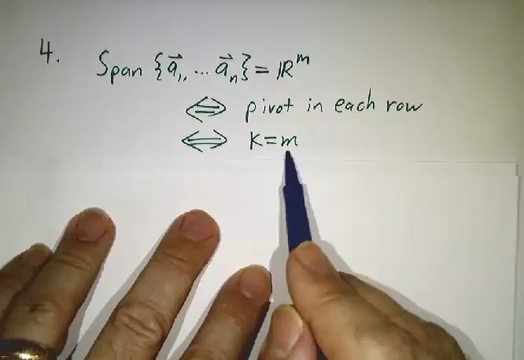 4. Span {a⃗₁, ... a⃗ₙ} = ℝᵐ
⟺ pivot in each row
⟺ K=m